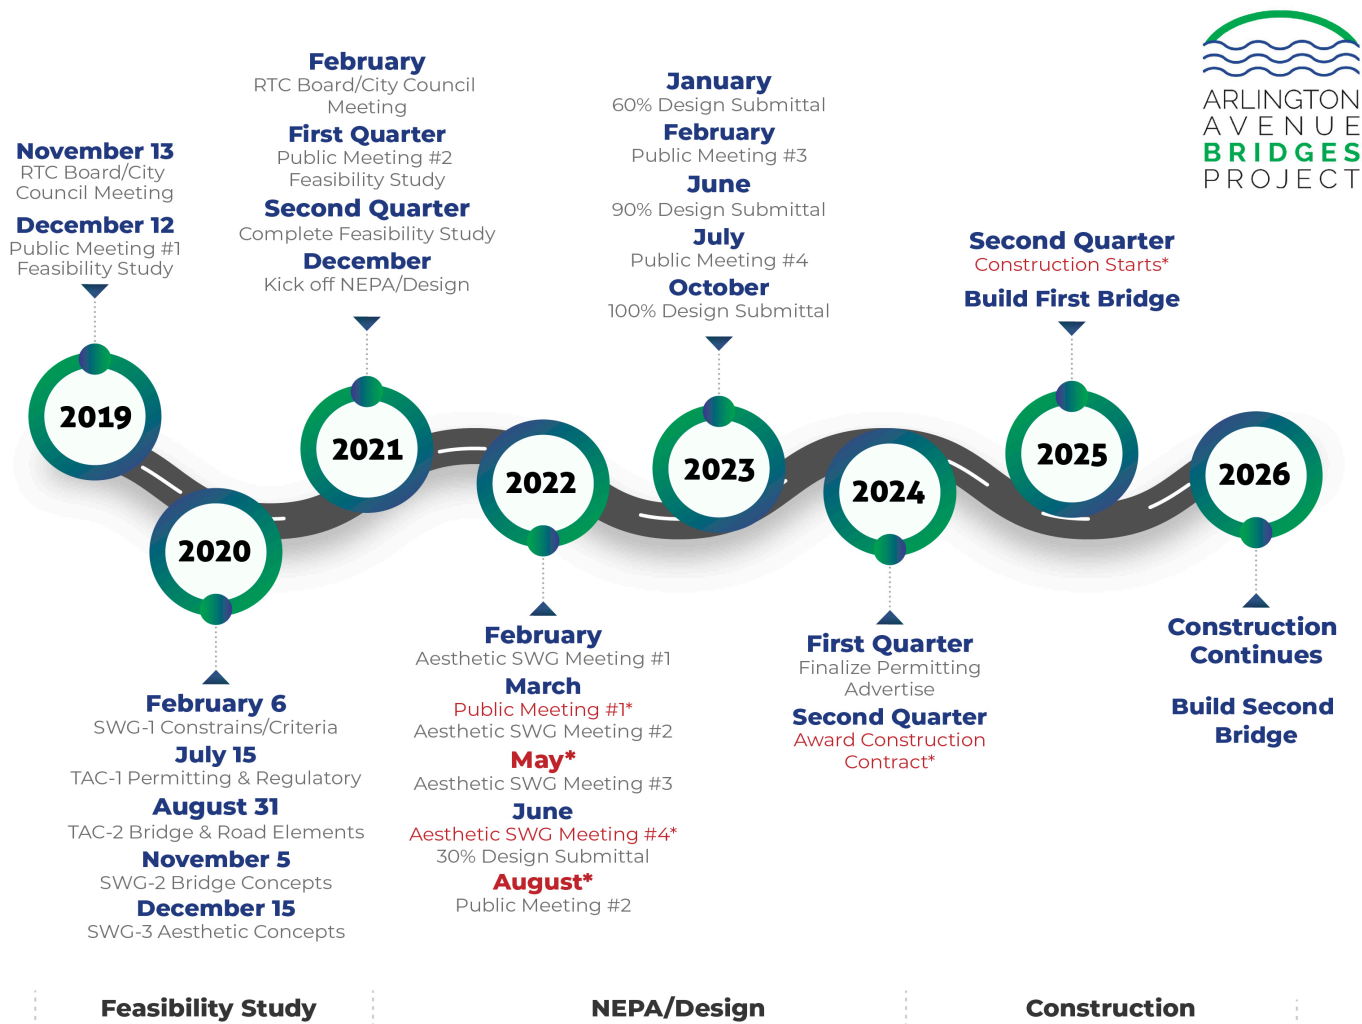 ARLINGTON
AVENUE
BRIDGES
PROJECT
November 13
RTC Board/City
Council Meeting
December 12
Public Meeting #1
Feasibility Study
2019
February 6
SWG-1 Constrains/Criteria
July 15
TAC-1 Permitting & Regulatory
August 31
TAC-2 Bridge & Road Elements
November 5
SWG-2 Bridge Concepts
December 15
SWG-3 Aesthetic Concepts
2020
February
RTC Board/City Council
Meeting
First Quarter
Public Meeting #2
Feasibility Study
Second Quarter
Complete Feasibility Study
December
Kick off NEPA/Design
2021
2022
February
Aesthetic SWG Meeting #1
March
Public Meeting #1*
Aesthetic SWG Meeting #2
May*
Aesthetic SWG Meeting #3
June
Aesthetic SWG Meeting #4*
30% Design Submittal
August*
Public Meeting #2
January
60% Design Submittal
February
Public Meeting #3
June
90% Design Submittal
July
Public Meeting #4
October
100% Design Submittal
2023
2024
First Quarter
Finalize Permitting
Advertise
Second Quarter
Award Construction
Contract*
Second Quarter
Construction Starts*
Build First Bridge
2025
2026
Construction
Continues
Build Second
Bridge
Feasibility Study
NEPA/Design
Construction